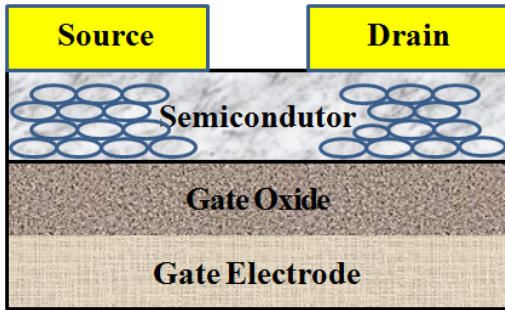 Source
Drain
Semicondutor
Gate Oxide
Gate Electrode